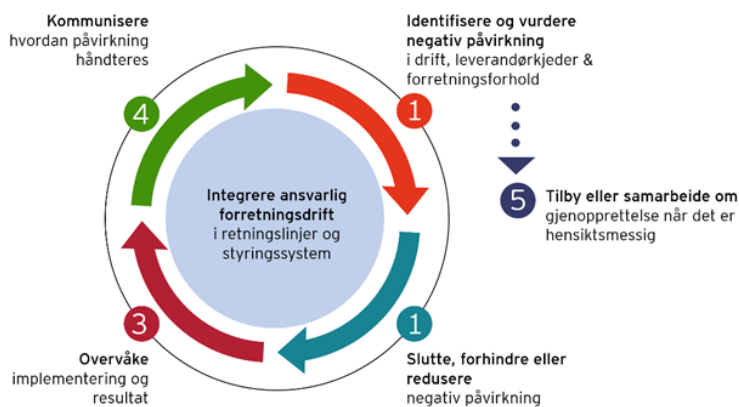 Kommunisere
hvordan påvirkning
håndteres
4
Identifisere og vurdere
negativ påvirkning
i drift, leverandørkjeder &
forretningsforhold
1
5
Tilby eller samarbeide om
gjenopprettelse når det er
hensiktsmessig
Integrere ansvarlig
forretningsdrift
i retningslinjer og
styringssystem
3
Overvåke
implementering og
resultat
1
Slutte, forhindre eller
redusere
negativ påvirkning